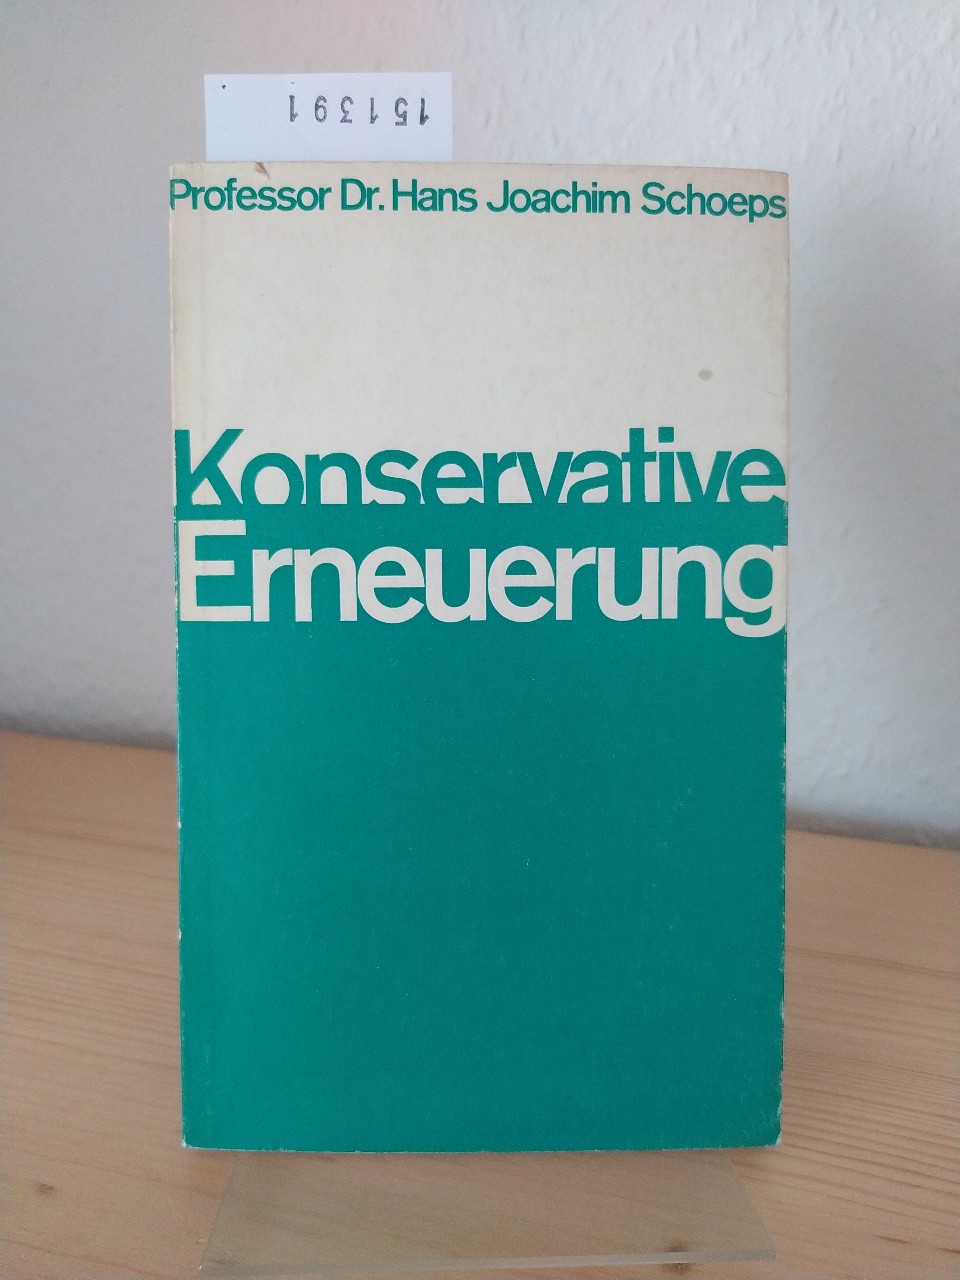 151391
Professor Dr. Hans Joachim Schoeps
Konservative
Erneuerung